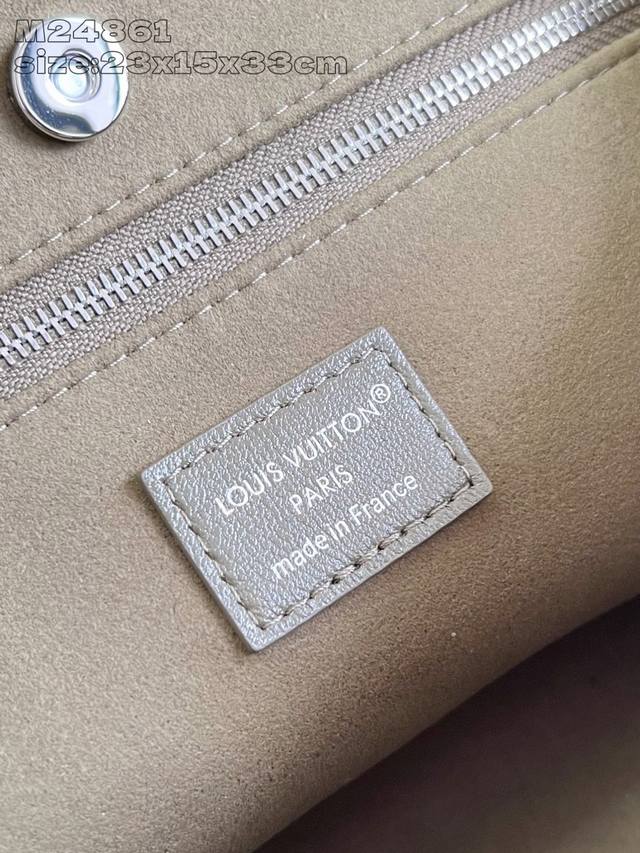 M24861
size:23x15x33cm
LOUIS VUITTON®
PARIS
made in France